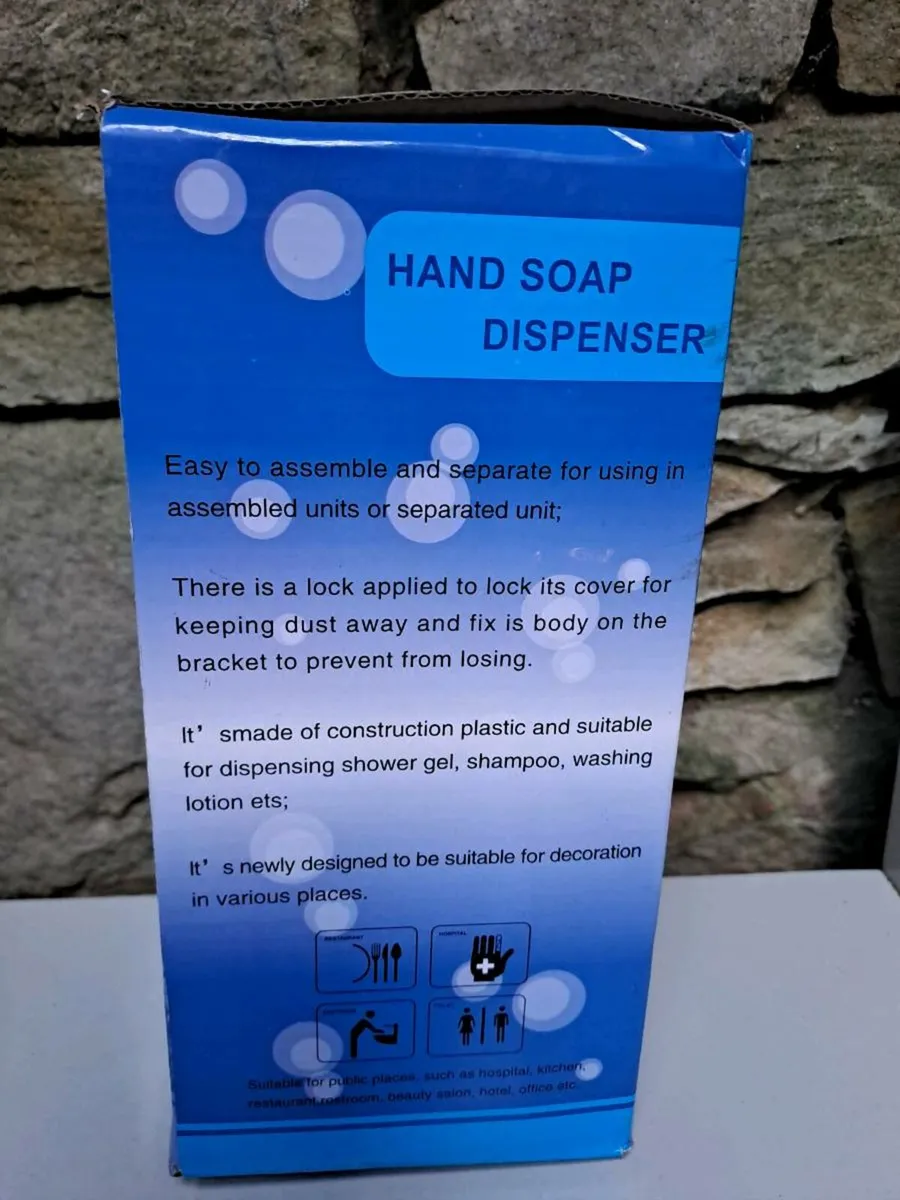 HAND SOAP
DISPENSER
Easy to assemble and separate for using in
assembled units or separated unit;
There is a lock applied to lock its cover for
keeping dust away and fix is body on the
bracket to prevent from losing.
It' smade of construction plastic and suitable
for dispensing shower gel, shampoo, washing
lotion ets;
It' s newly designed to be suitable for decoration
in various places.
RESTAURANT
HOSPITAL
Suitable for public places, such as hospital, kitchen,
restaurant,restroom, beauty salon, hotel, office etc.